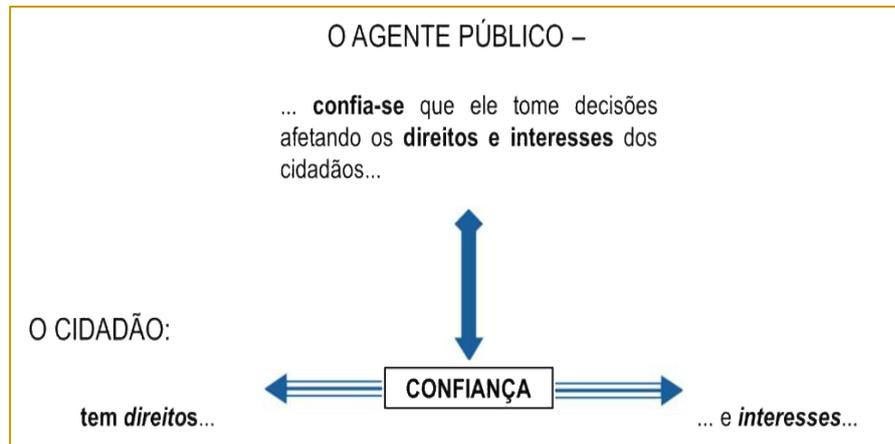 O AGENTE PÚBLICO –
... confia-se que ele tome decisões
afetando os direitos e interesses dos
cidadãos...
O CIDADÃO:
CONFIANÇA
tem direitos...
... e interesses...